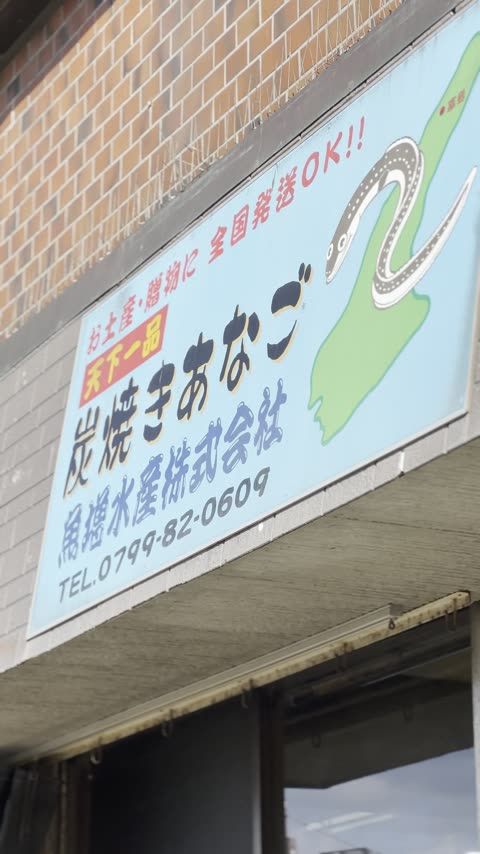 お土産・贈物に 全国発送OK!!
天下一品
炭焼きあなご
魚増水産株式会社
TEL.0799-82-0609